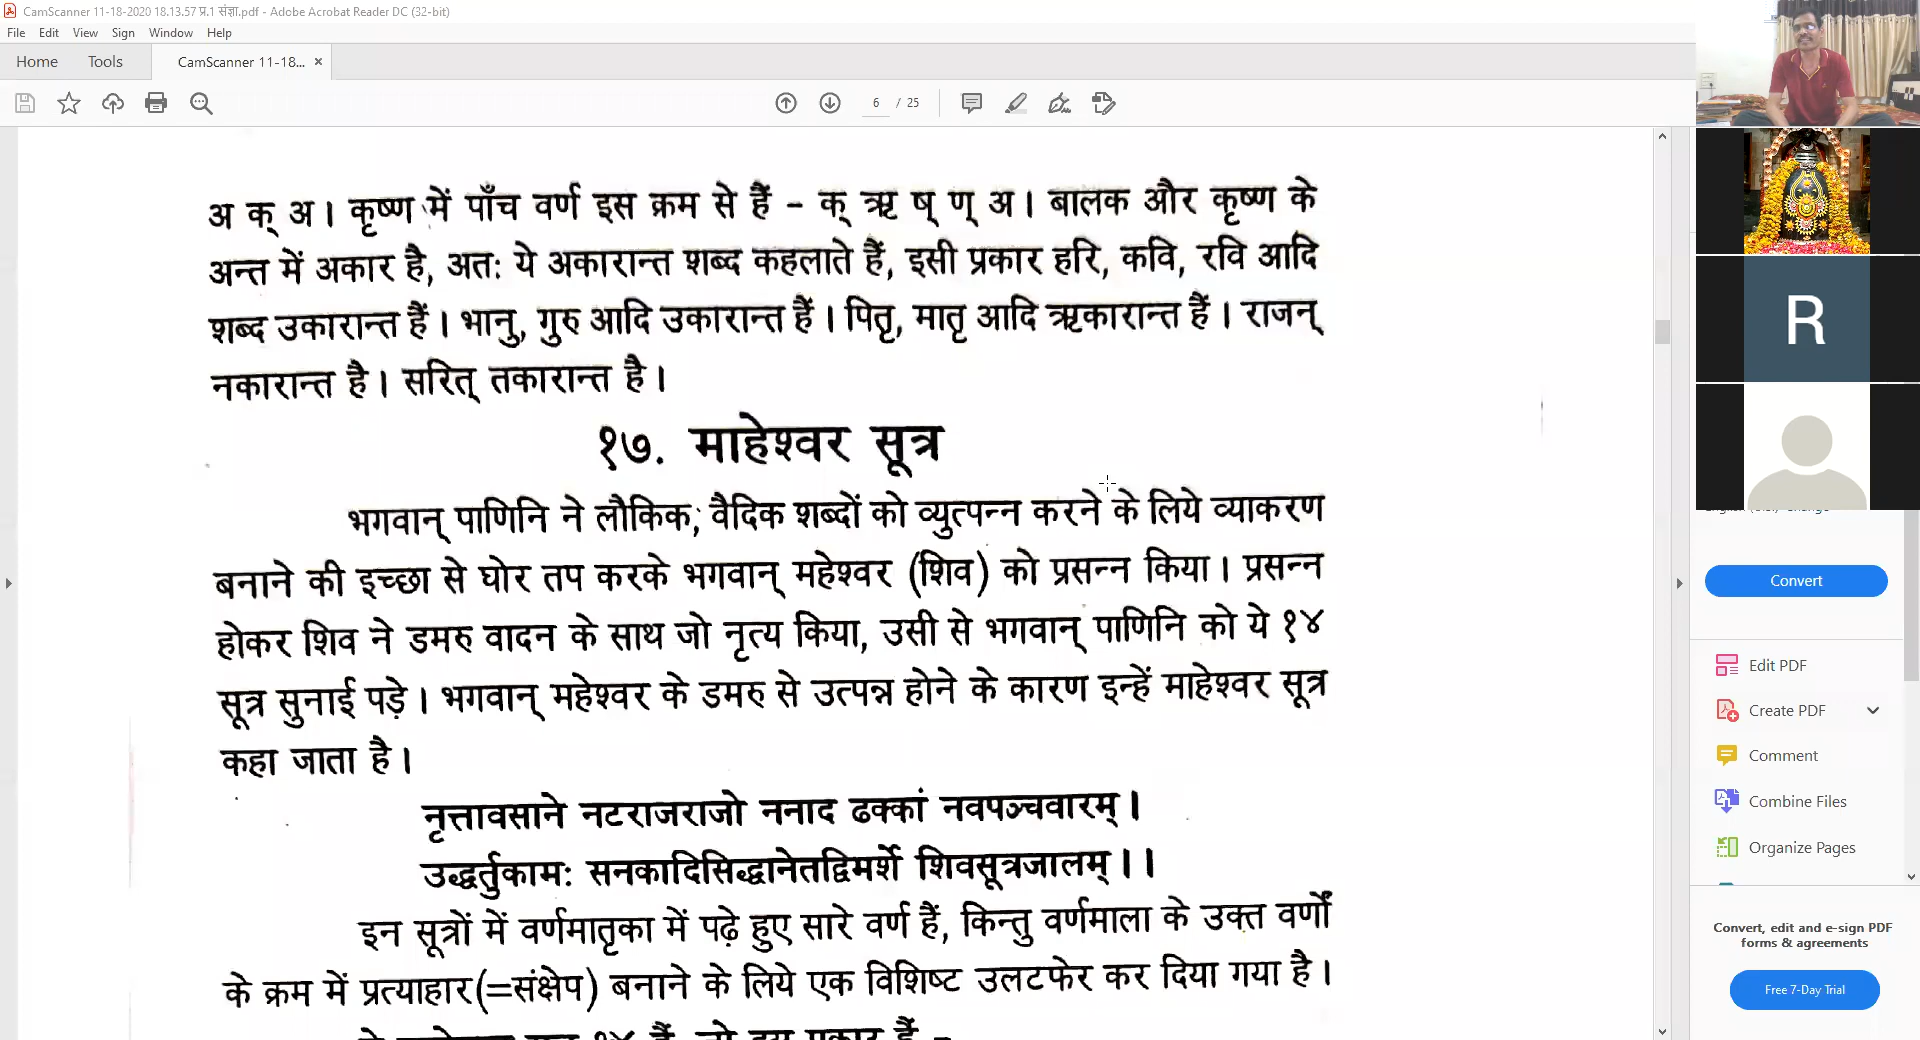 CamScanner 11-18-2020 18.13.57 प्र.1 संज्ञा.pdf - Adobe Acrobat Reader DC (32-bit)
File Edit View Sign Window Help
Home Tools CamScanner 11-18... ×
6 / 25
अ क् अ। कृष्ण में पाँच वर्ण इस क्रम से हैं – क् ऋ ष् ण् अ। बालक और कृष्ण के
अन्त में अकार है, अतः ये अकारान्त शब्द कहलाते हैं, इसी प्रकार हरि, कवि, रवि आदि
शब्द उकारान्त हैं। भानु, गुरु आदि उकारान्त हैं। पितृ, मातृ आदि ऋकारान्त हैं। राजन्
नकारान्त है। सरित् तकारान्त है।
१७. माहेश्वर सूत्र
भगवान् पाणिनि ने लौकिक, वैदिक शब्दों को व्युत्पन्न करने के लिये व्याकरण
बनाने की इच्छा से घोर तप करके भगवान् महेश्वर (शिव) को प्रसन्न किया। प्रसन्न
होकर शिव ने डमरु वादन के साथ जो नृत्य किया, उसी से भगवान् पाणिनि को ये १४
सूत्र सुनाई पड़े। भगवान् महेश्वर के डमरु से उत्पन्न होने के कारण इन्हें माहेश्वर सूत्र
कहा जाता है।
नृत्तावसाने नटराजराजो ननाद ढक्कां नवपञ्चवारम्।
उद्धर्तुकामः सनकादिसिद्धानेतद्विमर्शे शिवसूत्रजालम्।।
इन सूत्रों में वर्णमातृका में पढ़े हुए सारे वर्ण हैं, किन्तु वर्णमाला के उक्त वर्णों
के क्रम में प्रत्याहार(=संक्षेप) बनाने के लिये एक विशिष्ट उलटफेर कर दिया गया है।
R
Convert
Edit PDF
Create PDF
Comment
Combine Files
Organize Pages
Convert, edit and e-sign PDF
forms & agreements
Free 7-Day Trial